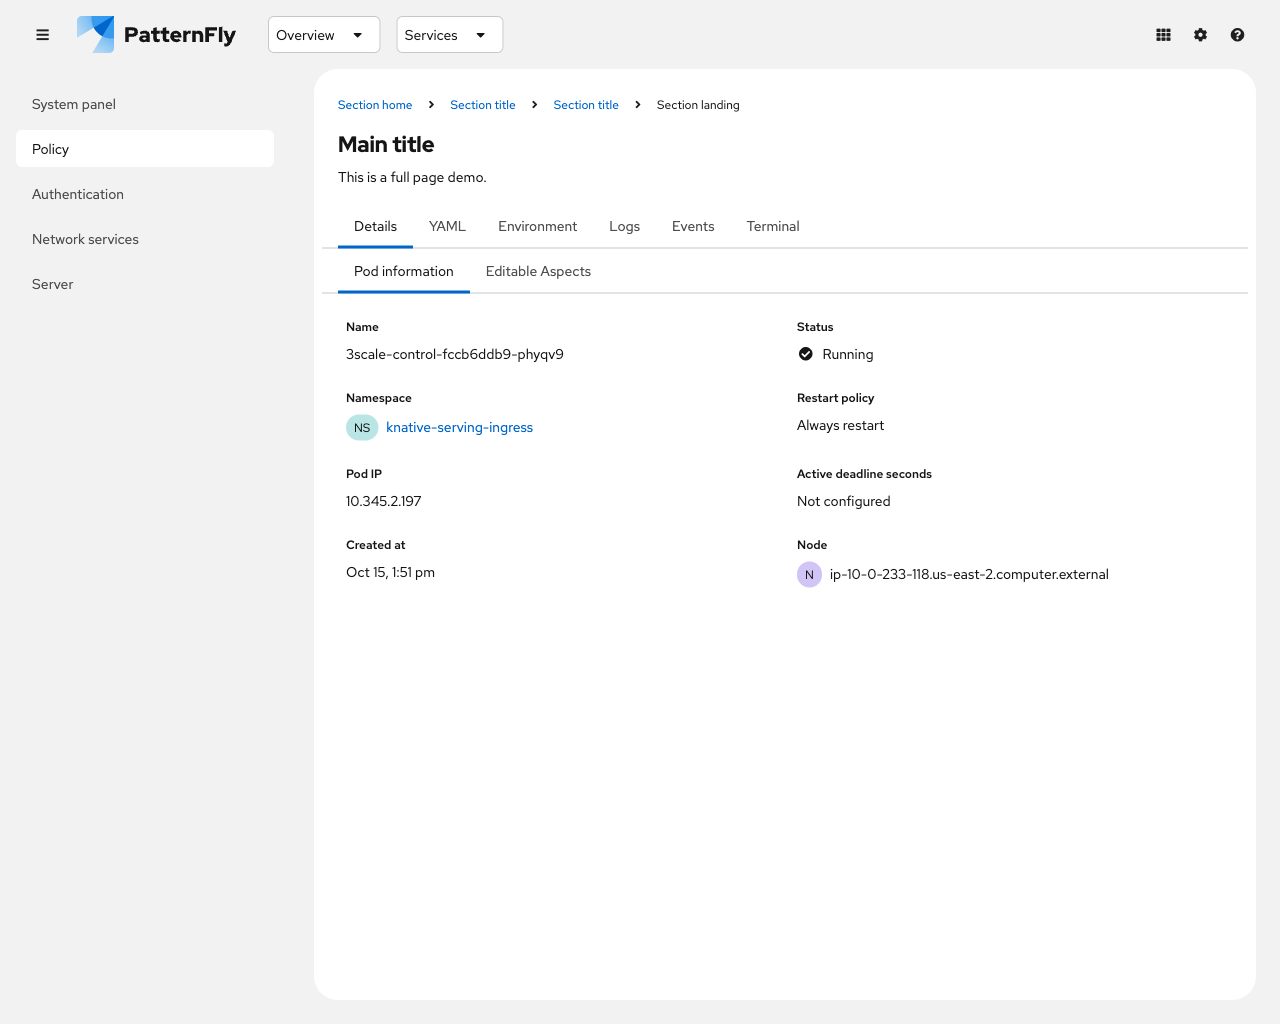 PatternFly
Overview
Services
System panel
Policy
Authentication
Network services
Server
Section home
Section title
Section title
Section landing
Main title
This is a full page demo.
Details
YAML
Environment
Logs
Events
Terminal
Pod information
Editable Aspects
Name
3scale-control-fccb6ddb9-phyqv9
Status
Running
Namespace
NS knative-serving-ingress
Restart policy
Always restart
Pod IP
10.345.2.197
Active deadline seconds
Not configured
Created at
Oct 15, 1:51 pm
Node
N ip-10-0-233-118.us-east-2.computer.external